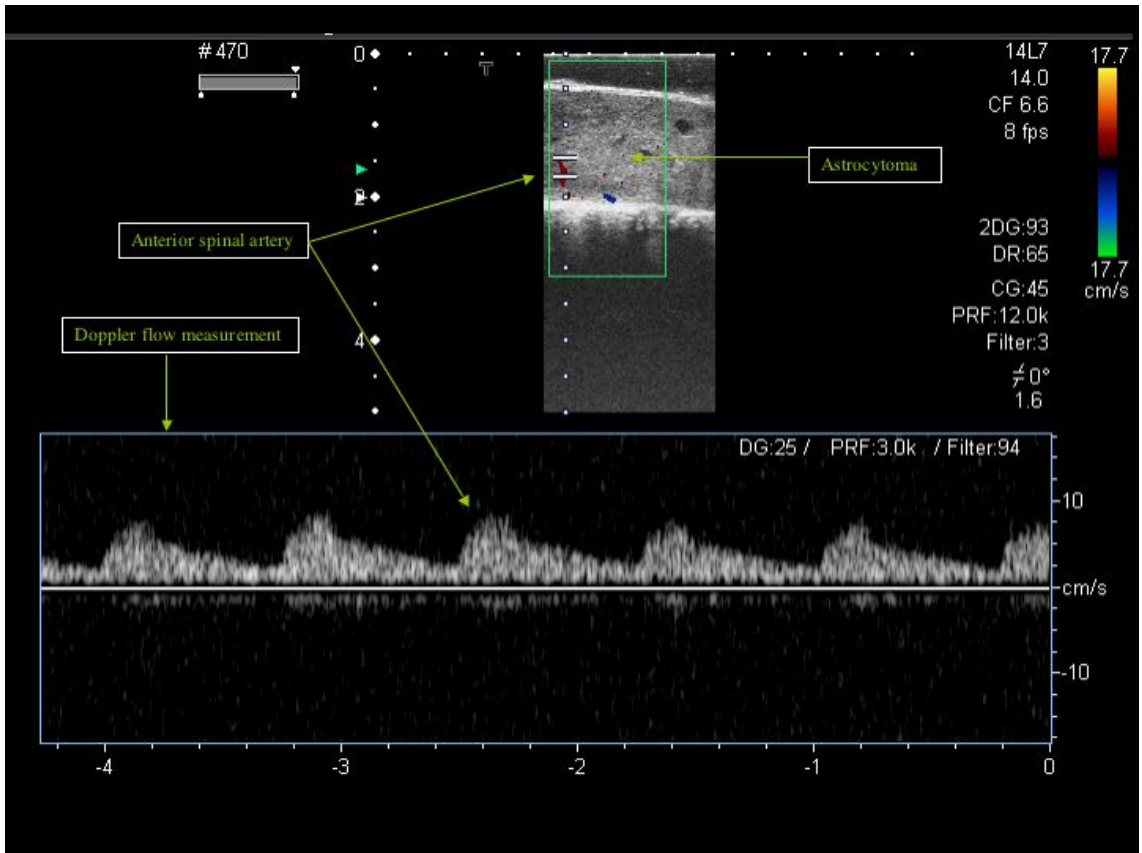 #470
0
2
4
14L7
14.0
CF 6.6
8 fps
2DG:93
DR:65
CG:45
PRF:12.0k
Filter:3
0°
1.6
17.7
17.7
cm/s
Astrocytoma
Anterior spinal artery
Doppler flow measurement
DG:25 / PRF:3.0k / Filter:94
10
cm/s
-10
-4 -3 -2 -1 0